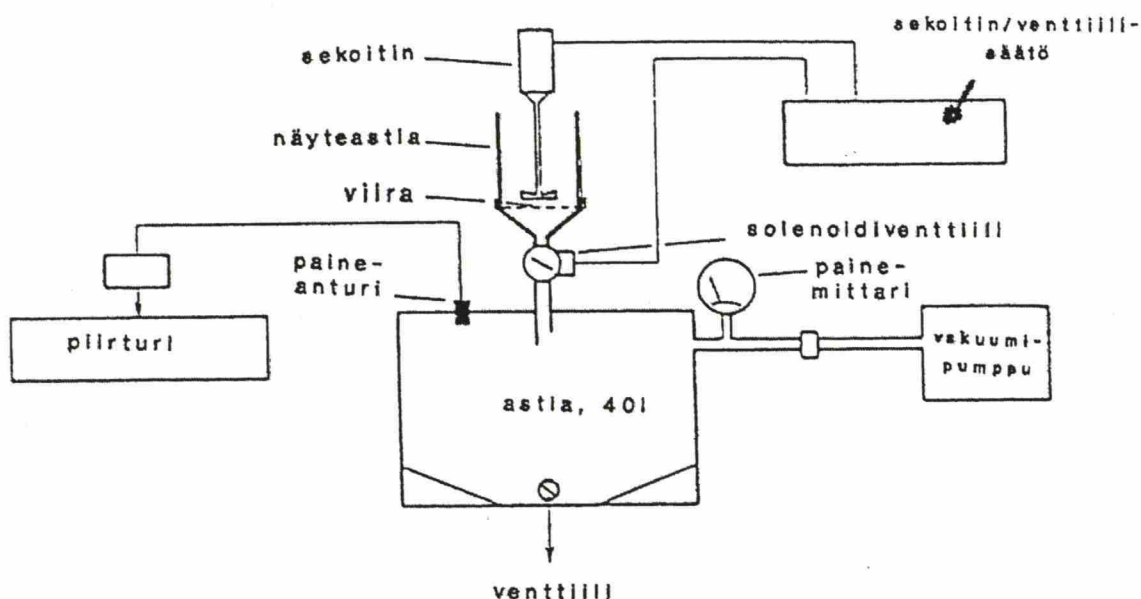 sekoitin/venttiili-
säätö
sekoitin
näyteastia
viira
solenoidiventtiili
paine-
anturi
paine-
mittari
piirturi
vakuumi-
pumppu
astia, 40l
venttiili